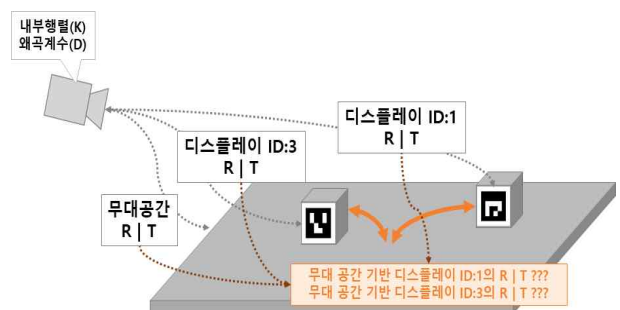 내부행렬(K)
왜곡계수(D)
디스플레이 ID:1
R | T
디스플레이 ID:3
R | T
무대공간
R | T
무대 공간 기반 디스플레이 ID:1의 R | T ???
무대 공간 기반 디스플레이 ID:3의 R | T ???